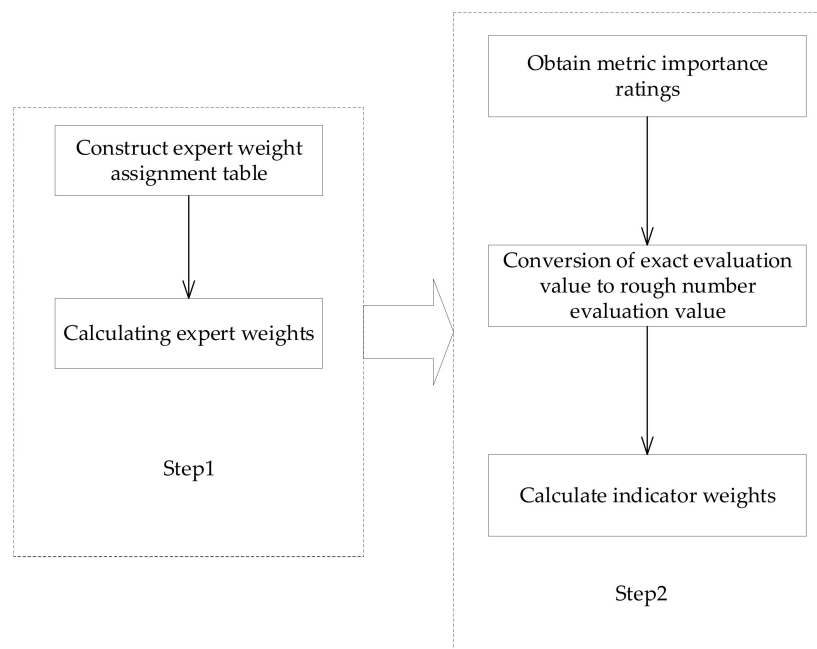 Construct expert weight
assignment table
Calculating expert weights
Step1
Obtain metric importance
ratings
Conversion of exact evaluation
value to rough number
evaluation value
Calculate indicator weights
Step2